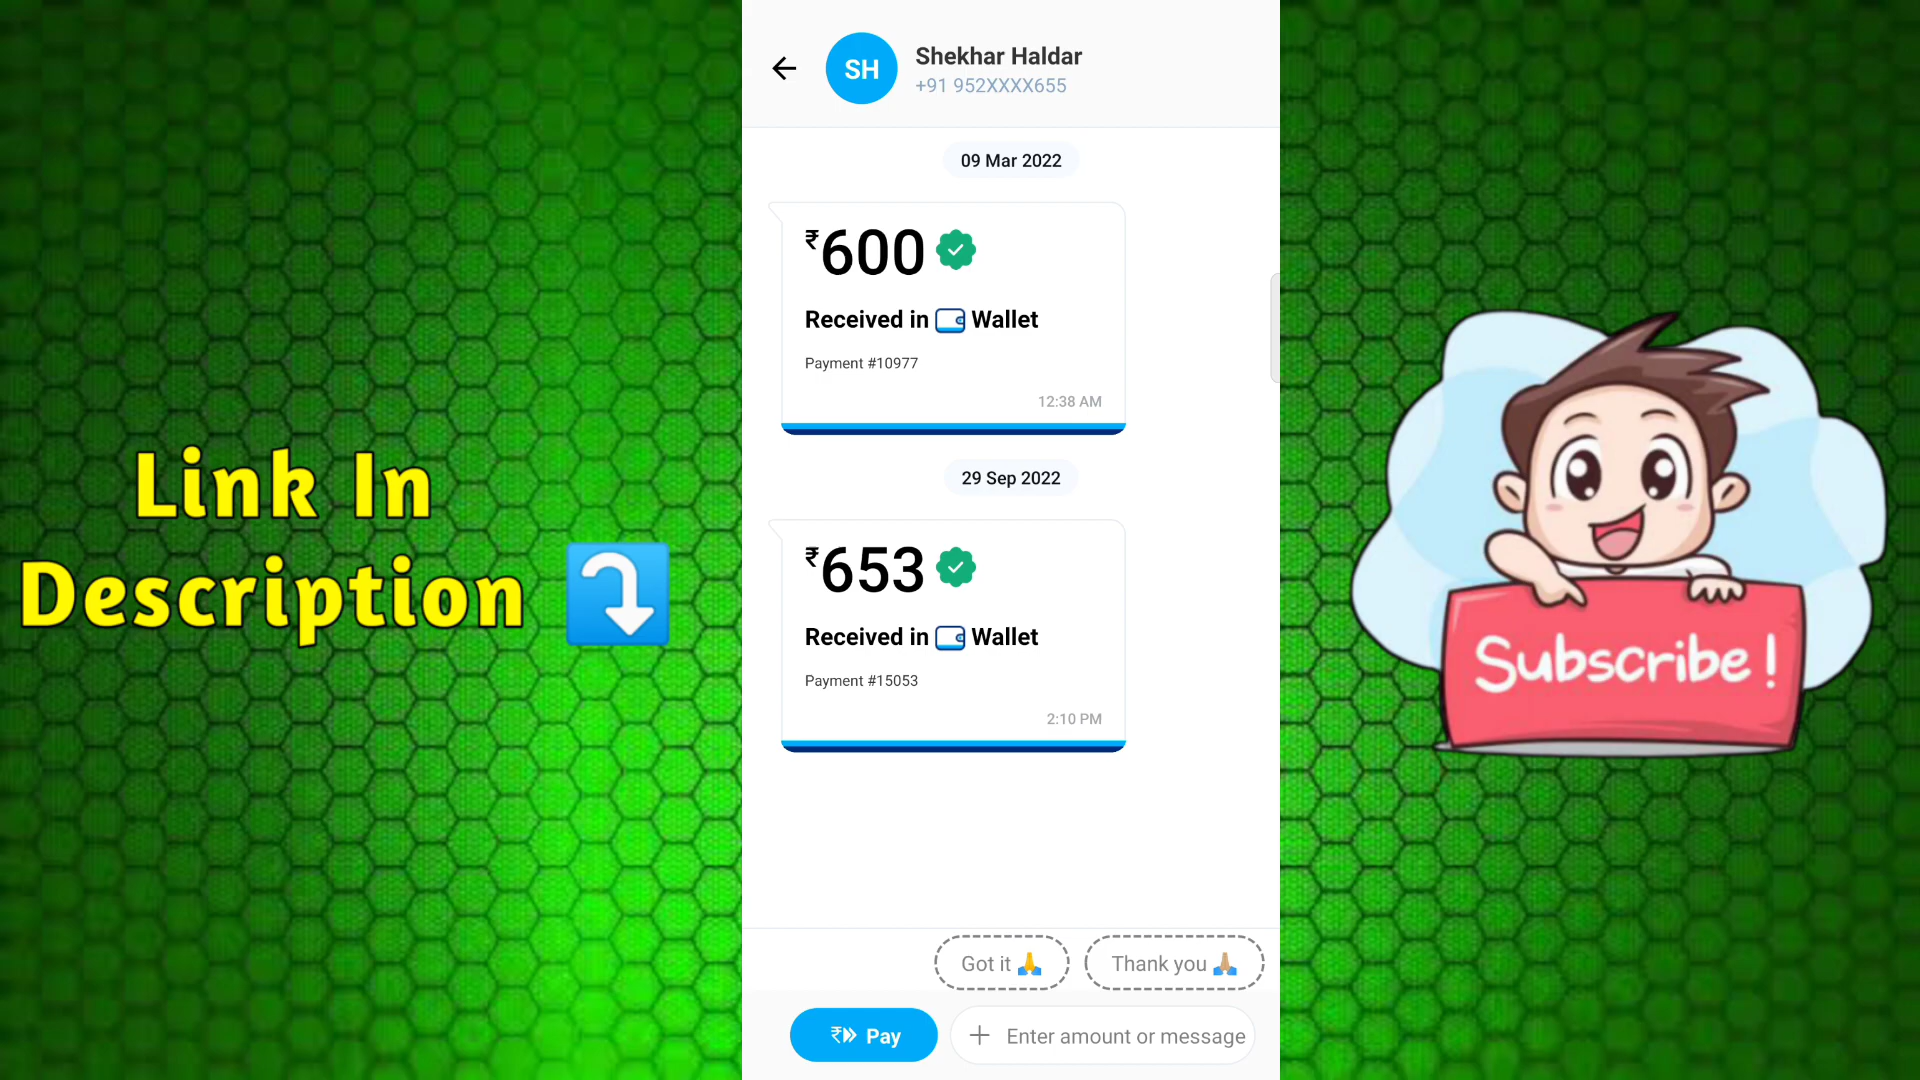 Link In
Description
SH
Shekhar Haldar
+91 952XXXX655
09 Mar 2022
₹600
Received in Wallet
Payment #10977
12:38 AM
29 Sep 2022
₹653
Received in Wallet
Payment #15053
2:10 PM
Got it 🙏
Thank you 🙏🏽
₹ Pay
+ Enter amount or message
Subscribe!